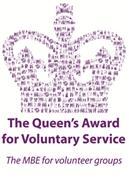 The Queen's Award
for Voluntary Service
The MBE for volunteer groups